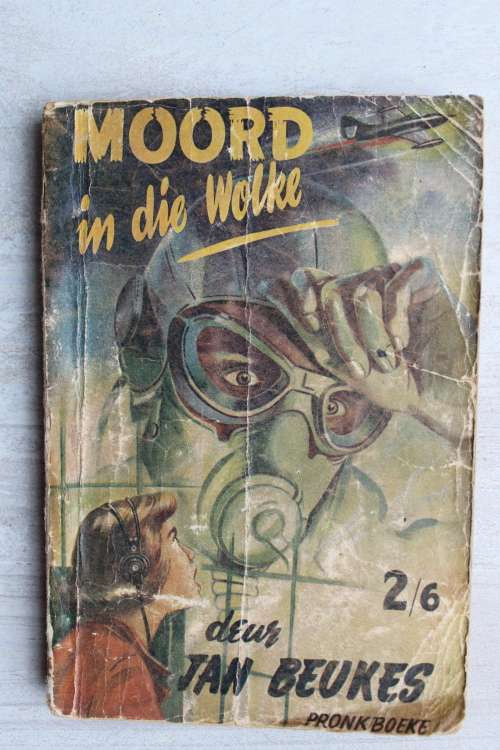 MOORD
in die Wolke
2/6
deur
JAN BEUKES
PRONKBOEKE